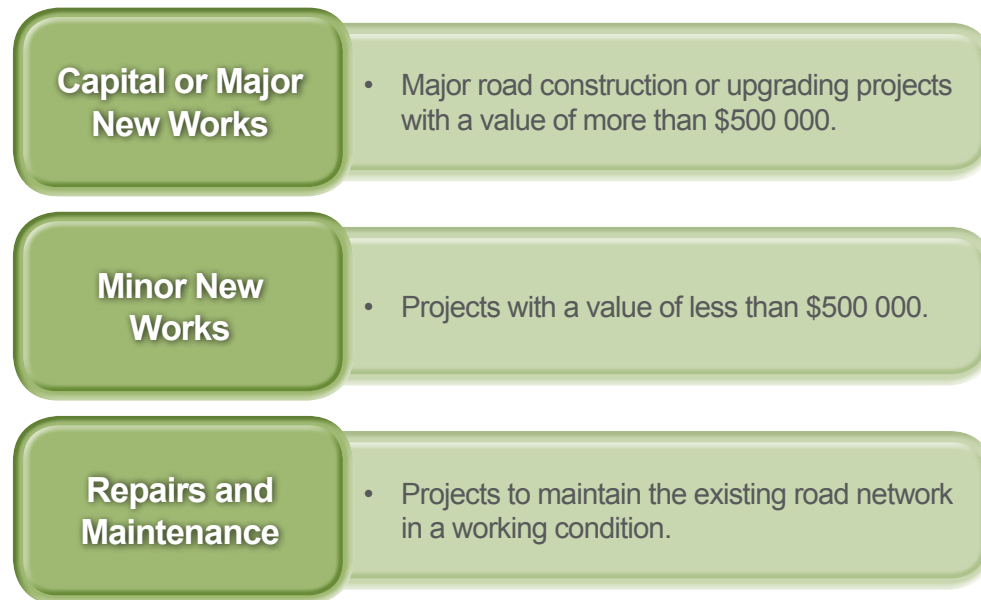 Capital or Major
New Works
• Major road construction or upgrading projects
with a value of more than $500 000.
Minor New
Works
• Projects with a value of less than $500 000.
Repairs and
Maintenance
• Projects to maintain the existing road network
in a working condition.